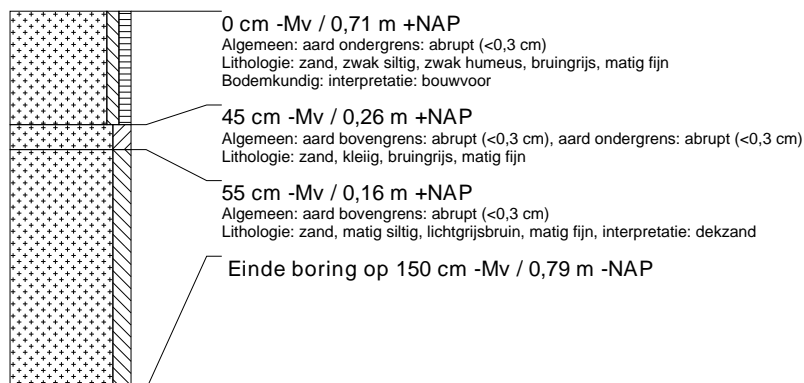 0 cm -Mv / 0,71 m +NAP
Algemeen: aard ondergrens: abrupt (<0,3 cm)
Lithologie: zand, zwak siltig, zwak humeus, bruingrijs, matig fijn
Bodemkundig: interpretatie: bouwvoor
45 cm -Mv / 0,26 m +NAP
Algemeen: aard bovengrens: abrupt (<0,3 cm), aard ondergrens: abrupt (<0,3 cm)
Lithologie: zand, kleiig, bruingrijs, matig fijn
55 cm -Mv / 0,16 m +NAP
Algemeen: aard bovengrens: abrupt (<0,3 cm)
Lithologie: zand, matig siltig, lichtgrijsbruin, matig fijn, interpretatie: dekzand
Einde boring op 150 cm -Mv / 0,79 m -NAP